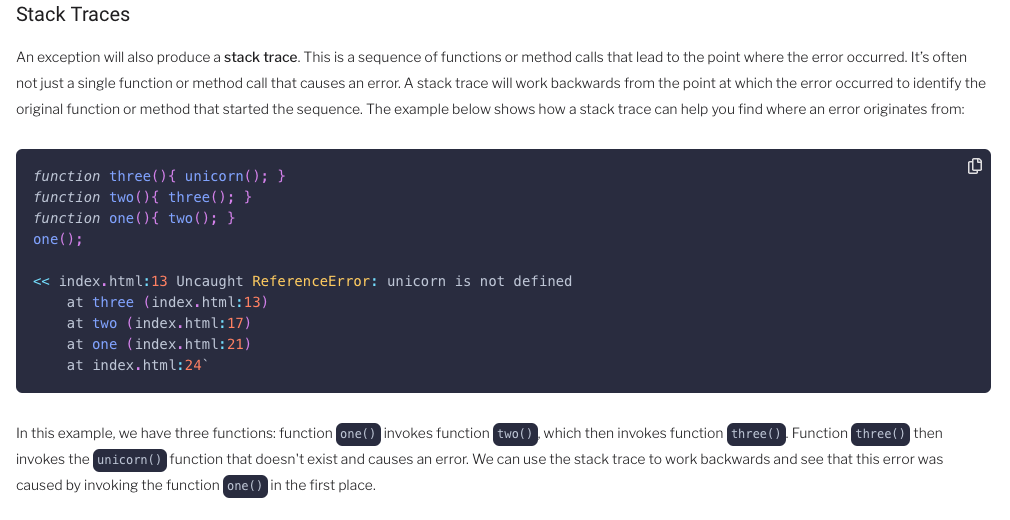 Stack Traces
An exception will also produce a stack trace. This is a sequence of functions or method calls that lead to the point where the error occurred. It's often
not just a single function or method call that causes an error. A stack trace will work backwards from the point at which the error occurred to identify the
original function or method that started the sequence. The example below shows how a stack trace can help you find where an error originates from:
function three(){ unicorn(); }
function two(){ three(); }
function one(){ two(); }
one();
<< index.html:13 Uncaught ReferenceError: unicorn is not defined
    at three (index.html:13)
    at two (index.html:17)
    at one (index.html:21)
    at index.html:24`
In this example, we have three functions: function one() invokes function two(), which then invokes function three(). Function three() then
invokes the unicorn() function that doesn't exist and causes an error. We can use the stack trace to work backwards and see that this error was
caused by invoking the function one() in the first place.